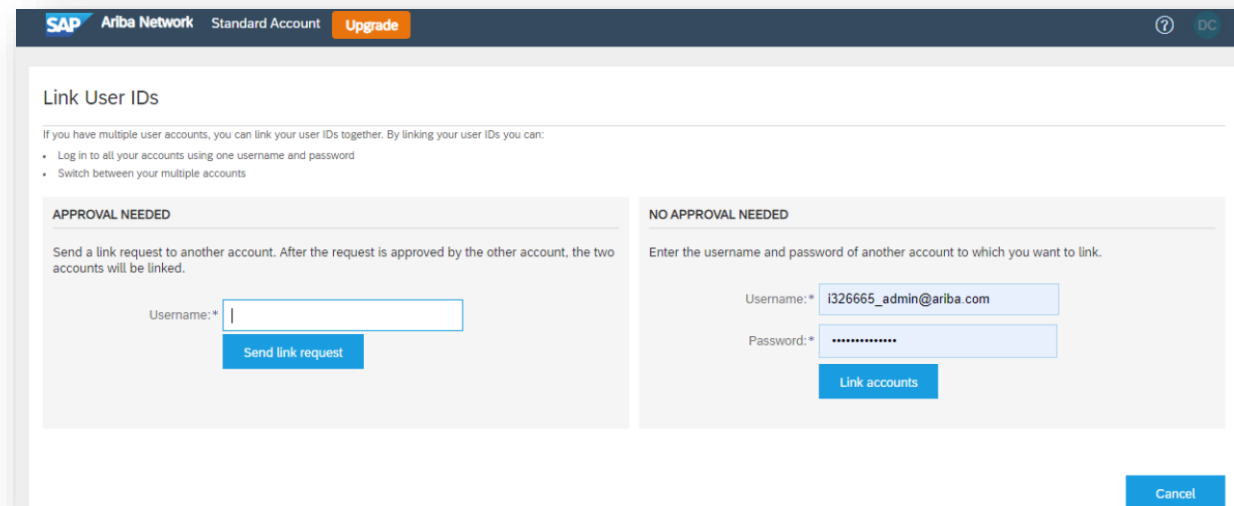 SAP Ariba Network Standard Account Upgrade ? DC
Link User IDs
If you have multiple user accounts, you can link your user IDs together. By linking your user IDs you can:
• Log in to all your accounts using one username and password
• Switch between your multiple accounts
APPROVAL NEEDED
Send a link request to another account. After the request is approved by the other account, the two
accounts will be linked.
Username:*
Send link request
NO APPROVAL NEEDED
Enter the username and password of another account to which you want to link.
Username:* i326665_admin@ariba.com
Password:* ••••••••••••••
Link accounts
Cancel